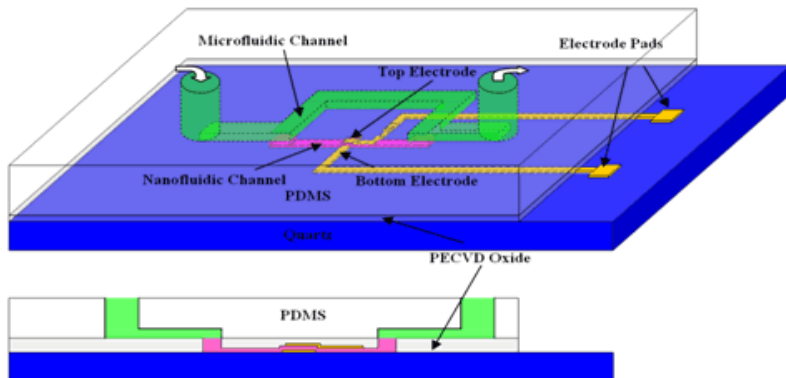 Microfluidic Channel
Electrode Pads
Top Electrode
Nanofluidic Channel
Bottom Electrode
PDMS
Quartz
PECVD Oxide
PDMS